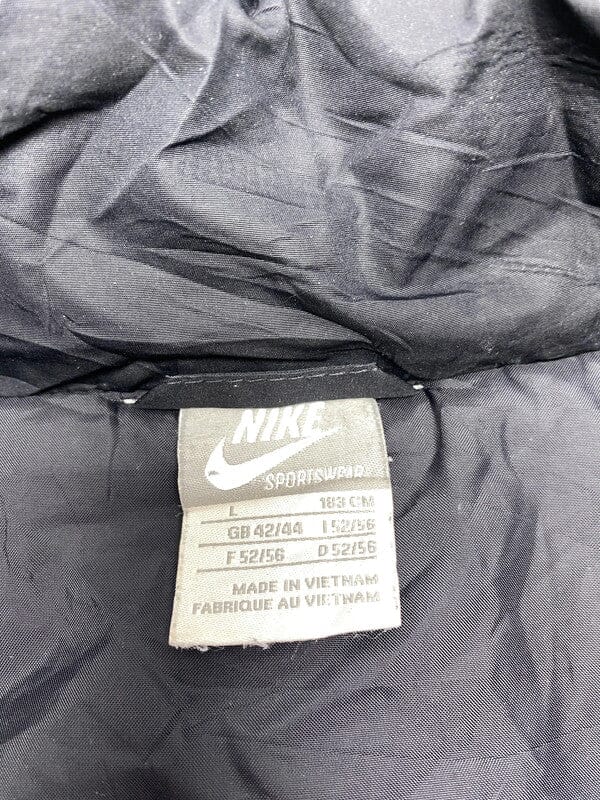 NIKE
SPORTSWEAR
L 183 CM
GB 42/44 I 52/56
F 52/56 D 52/56
MADE IN VIETNAM
FABRIQUE AU VIETNAM